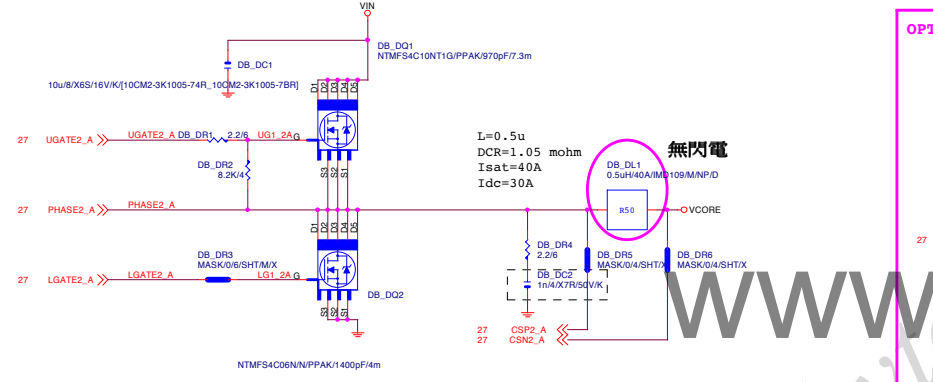 VIN
OPT
DB_DQ1
NTMFS4C10NT1G/PPAK/970pF/7.3m
DB_DC1
10u/8/X6S/16V/K/[10CM2-3K1005-74R_10CM2-3K1005-7BR]
D1 D2 D3 D4 D5
27 UGATE2_A UGATE2_A DB_DR1 2.2/6 UG1_2A G
S3 S2 S1
DB_DR2
8.2K/4
L=0.5u
DCR=1.05 mohm
Isat=40A
Idc=30A
無閃電
DB_DL1
0.5uH/40A/IMD109/M/NP/D
R50
VCORE
27 PHASE2_A PHASE2_A
D1 D2 D3 D4 D5
27
DB_DR3
MASK/0/6/SHT/M/X
27 LGATE2_A LGATE2_A LG1_2A G
S3 S2 S1
DB_DQ2
DB_DR4
2.2/6
DB_DC2
1n/4/X7R/50V/K
DB_DR5
MASK/0/4/SHT/X
DB_DR6
MASK/0/4/SHT/X
27 CSP2_A
27 CSN2_A
NTMFS4C06N/N/PPAK/1400pF/4m
www